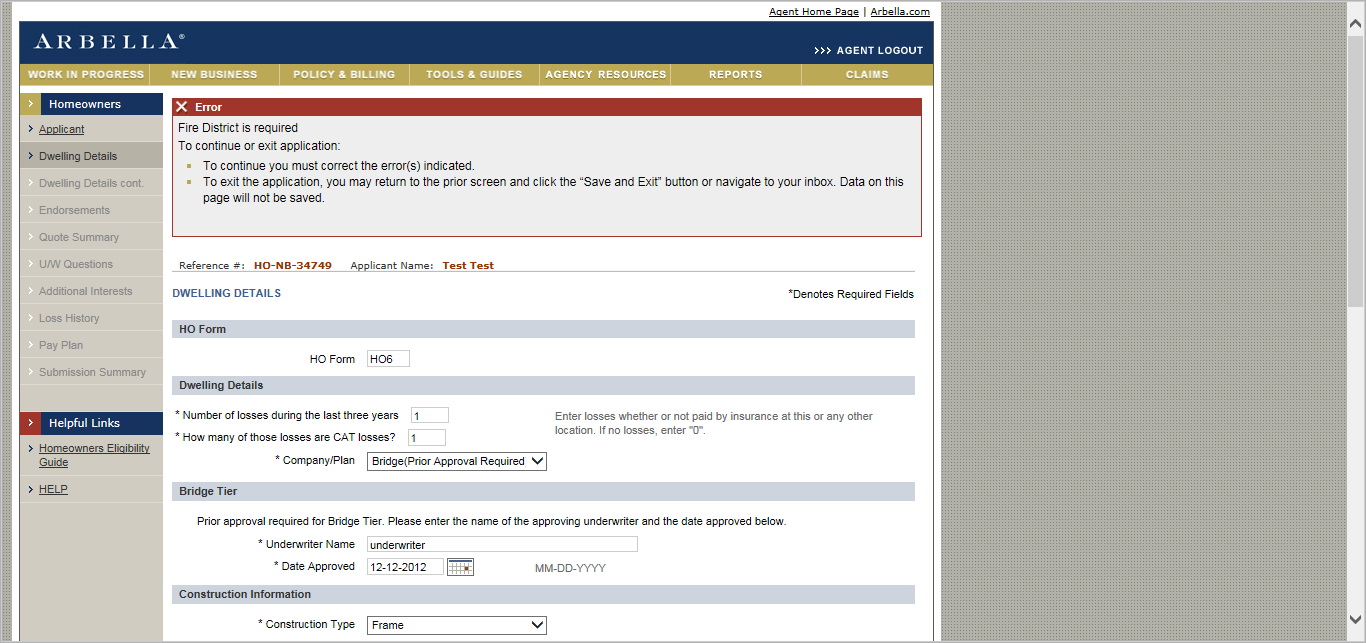 Agent Home Page | Arbella.com
ARBELLA®
>>> AGENT LOGOUT
WORK IN PROGRESS NEW BUSINESS POLICY & BILLING TOOLS & GUIDES AGENCY RESOURCES REPORTS CLAIMS
Homeowners
Applicant
Dwelling Details
Dwelling Details cont.
Endorsements
Quote Summary
U/W Questions
Additional Interests
Loss History
Pay Plan
Submission Summary
Helpful Links
Homeowners Eligibility
Guide
HELP
Error
Fire District is required
To continue or exit application:
To continue you must correct the error(s) indicated.
To exit the application, you may return to the prior screen and click the “Save and Exit” button or navigate to your inbox. Data on this
page will not be saved.
Reference #: HO-NB-34749 Applicant Name: Test Test
DWELLING DETAILS
*Denotes Required Fields
HO Form
HO Form HO6
Dwelling Details
* Number of losses during the last three years 1
Enter losses whether or not paid by insurance at this or any other
location. If no losses, enter "0".
* How many of those losses are CAT losses? 1
* Company/Plan Bridge(Prior Approval Required
Bridge Tier
Prior approval required for Bridge Tier. Please enter the name of the approving underwriter and the date approved below.
* Underwriter Name underwriter
* Date Approved 12-12-2012 MM-DD-YYYY
Construction Information
* Construction Type Frame